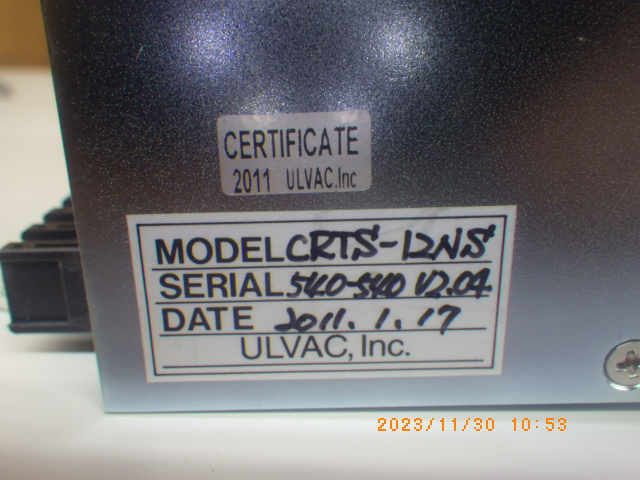 CERTIFICATE
2011 ULVAC.Inc
MODEL CRTS-12NS
SERIAL 540-540 V2.04
DATE 2011.1.17
ULVAC, Inc.
2023/11/30 10:53